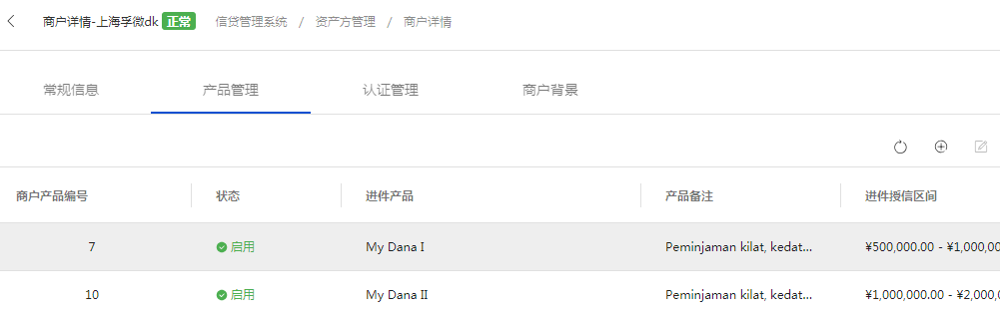 商户详情-上海孚微dk 正常 信贷管理系统 / 资产方管理 / 商户详情
常规信息 产品管理 认证管理 商户背景
商户产品编号 状态 进件产品 产品备注 进件授信区间
7 启用 My Dana I Peminjaman kilat, kedat... ¥500,000.00 - ¥1,000,00
10 启用 My Dana II Peminjaman kilat, kedat... ¥1,000,000.00 - ¥2,000,